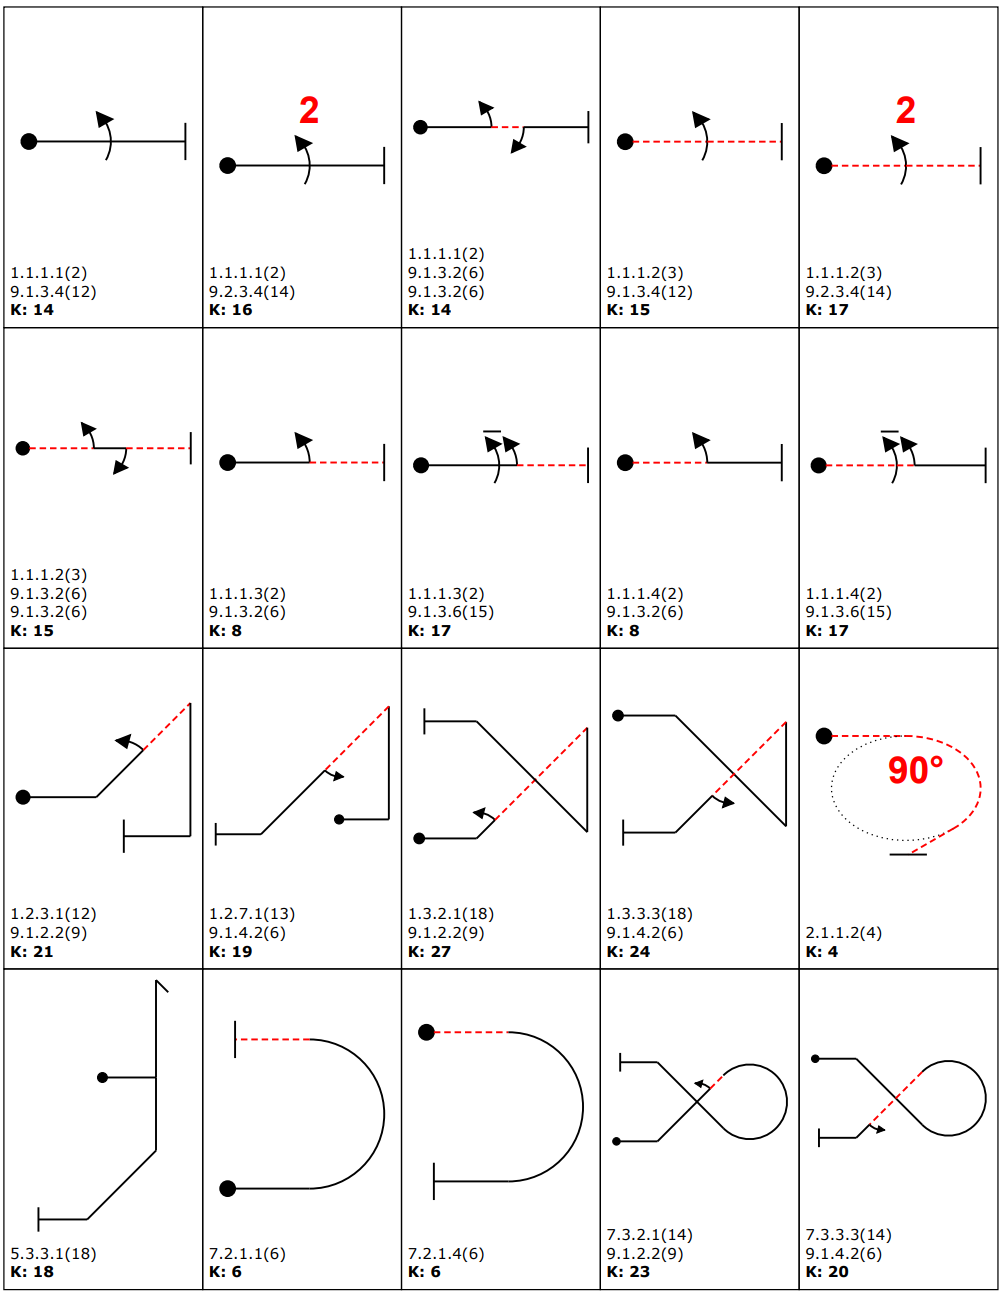 1.1.1.1(2)
9.1.3.4(12)
K: 14
2
1.1.1.1(2)
9.2.3.4(14)
K: 16
1.1.1.1(2)
9.1.3.2(6)
9.1.3.2(6)
K: 14
1.1.1.2(3)
9.1.3.4(12)
K: 15
2
1.1.1.2(3)
9.2.3.4(14)
K: 17
1.1.1.2(3)
9.1.3.2(6)
9.1.3.2(6)
K: 15
1.1.1.3(2)
9.1.3.2(6)
K: 8
1.1.1.3(2)
9.1.3.6(15)
K: 17
1.1.1.4(2)
9.1.3.2(6)
K: 8
1.1.1.4(2)
9.1.3.6(15)
K: 17
1.2.3.1(12)
9.1.2.2(9)
K: 21
1.2.7.1(13)
9.1.4.2(6)
K: 19
1.3.2.1(18)
9.1.2.2(9)
K: 27
1.3.3.3(18)
9.1.4.2(6)
K: 24
90°
2.1.1.2(4)
K: 4
5.3.3.1(18)
K: 18
7.2.1.1(6)
K: 6
7.2.1.4(6)
K: 6
7.3.2.1(14)
9.1.2.2(9)
K: 23
7.3.3.3(14)
9.1.4.2(6)
K: 20